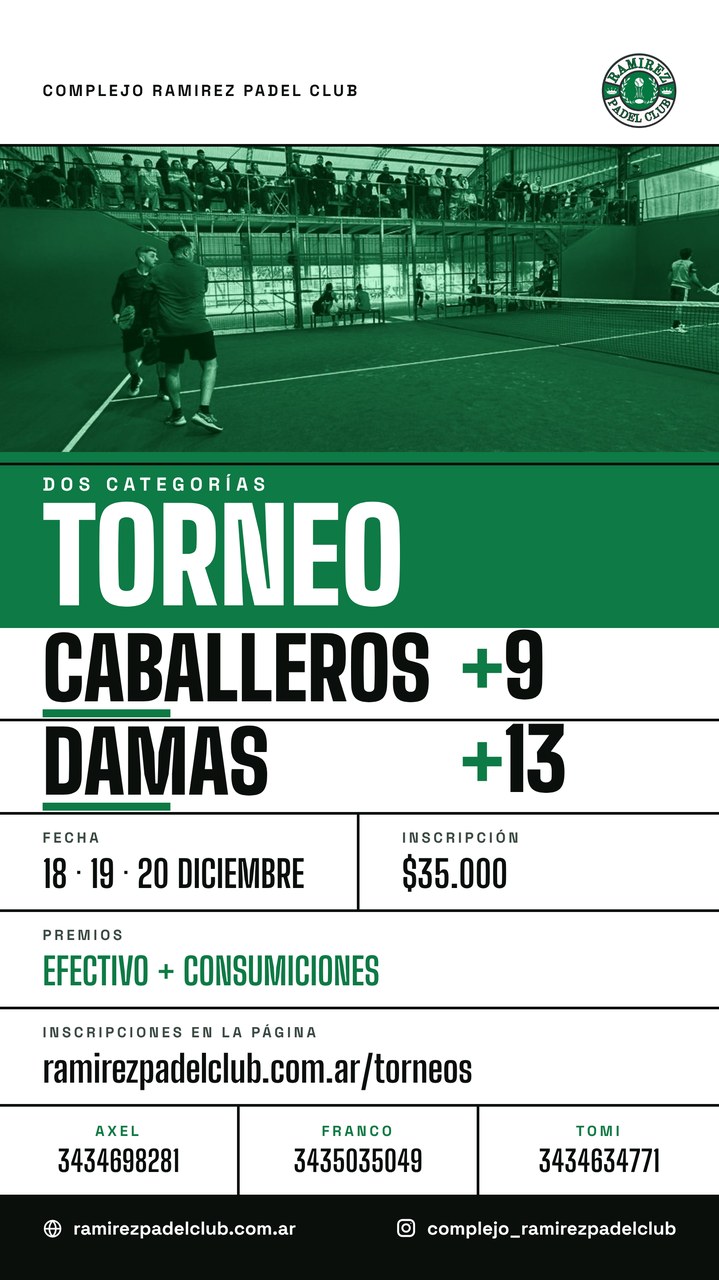 COMPLEJO RAMIREZ PADEL CLUB
RAMIREZ
PADEL CLUB
DOS CATEGORÍAS
TORNEO
CABALLEROS +9
DAMAS +13
FECHA
18 · 19 · 20 DICIEMBRE
INSCRIPCIÓN
$35.000
PREMIOS
EFECTIVO + CONSUMICIONES
INSCRIPCIONES EN LA PÁGINA
ramirezpadelclub.com.ar/torneos
AXEL
3434698281
FRANCO
3435035049
TOMI
3434634771
ramirezpadelclub.com.ar
complejo_ramirezpadelclub